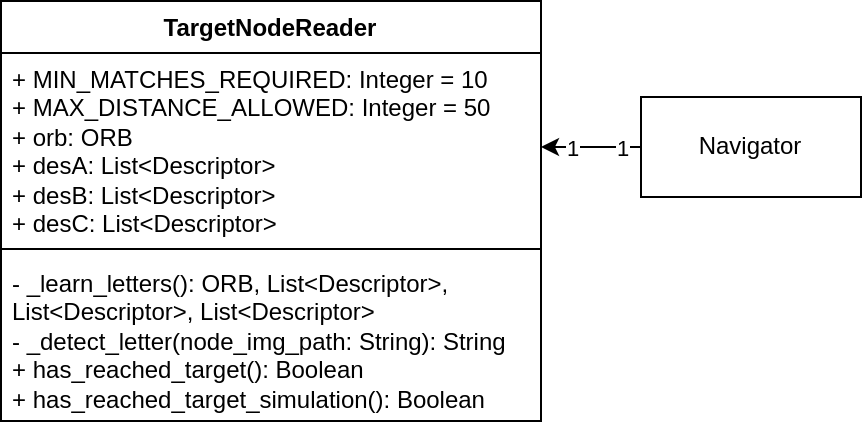 TargetNodeReader
+ MIN_MATCHES_REQUIRED: Integer = 10
+ MAX_DISTANCE_ALLOWED: Integer = 50
+ orb: ORB
+ desA: List<Descriptor>
+ desB: List<Descriptor>
+ desC: List<Descriptor>
- _learn_letters(): ORB, List<Descriptor>,
List<Descriptor>, List<Descriptor>
- _detect_letter(node_img_path: String): String
+ has_reached_target(): Boolean
+ has_reached_target_simulation(): Boolean
1
1
Navigator